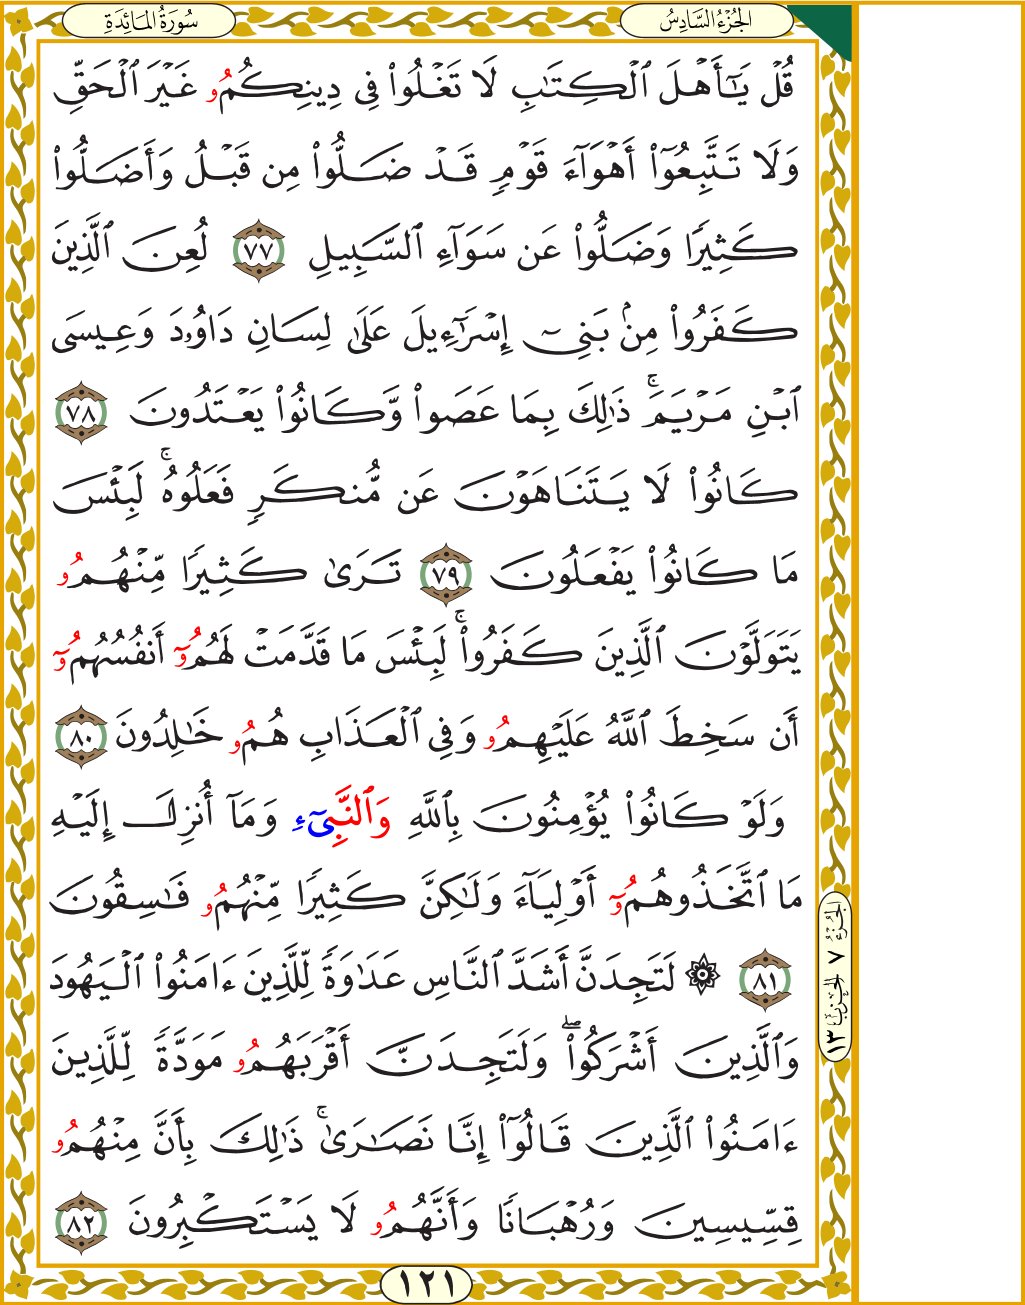 الجُزْءُ السَّادِسُ
سُورَةُ المَائِدَةِ
قُلْ يَٰٓأَهْلَ ٱلْكِتَٰبِ لَا تَغْلُوا۟ فِى دِينِكُمُۥ غَيْرَ ٱلْحَقِّ
وَلَا تَتَّبِعُوٓا۟ أَهْوَآءَ قَوْمٍ قَدْ ضَلُّوا۟ مِن قَبْلُ وَأَضَلُّوا۟
كَثِيرًا وَضَلُّوا۟ عَن سَوَآءِ ٱلسَّبِيلِ ٧٧ لُعِنَ ٱلَّذِينَ
كَفَرُوا۟ مِنۢ بَنِىٓ إِسْرَٰٓءِيلَ عَلَىٰ لِسَانِ دَاوُۥدَ وَعِيسَى
ٱبْنِ مَرْيَمَ ۚ ذَٰلِكَ بِمَا عَصَوا۟ وَّكَانُوا۟ يَعْتَدُونَ ٧٨
كَانُوا۟ لَا يَتَنَاهَوْنَ عَن مُّنكَرٍ فَعَلُوهُ ۚ لَبِئْسَ
مَا كَانُوا۟ يَفْعَلُونَ ٧٩ تَرَىٰ كَثِيرًا مِّنْهُمُۥ
يَتَوَلَّوْنَ ٱلَّذِينَ كَفَرُوا۟ ۚ لَبِئْسَ مَا قَدَّمَتْ لَهُمُۥٓ أَنفُسُهُمُۥٓ
أَن سَخِطَ ٱللَّهُ عَلَيْهِمُۥ وَفِى ٱلْعَذَابِ هُمُۥ خَٰلِدُونَ ٨٠
وَلَوْ كَانُوا۟ يُؤْمِنُونَ بِٱللَّهِ وَٱلنَّبِىٓءِ وَمَآ أُنزِلَ إِلَيْهِ
مَا ٱتَّخَذُوهُمُۥٓ أَوْلِيَآءَ وَلَٰكِنَّ كَثِيرًا مِّنْهُمُۥ فَٰسِقُونَ
٨١ ۞ لَتَجِدَنَّ أَشَدَّ ٱلنَّاسِ عَدَٰوَةً لِّلَّذِينَ ءَامَنُوا۟ ٱلْيَهُودَ
وَٱلَّذِينَ أَشْرَكُوا۟ ۖ وَلَتَجِدَنَّ أَقْرَبَهُمُۥ مَوَدَّةً لِّلَّذِينَ
ءَامَنُوا۟ ٱلَّذِينَ قَالُوٓا۟ إِنَّا نَصَٰرَىٰ ۚ ذَٰلِكَ بِأَنَّ مِنْهُمُۥ
قِسِّيسِينَ وَرُهْبَانًا وَأَنَّهُمُۥ لَا يَسْتَكْبِرُونَ ٨٢
الجُزءُ ٧ الحِزْبُ ١٣
١٢١